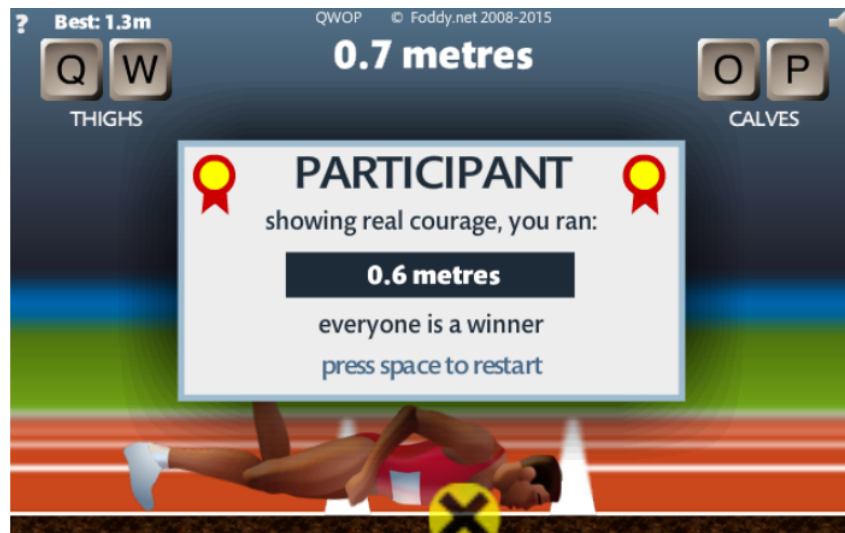 ?
Best: 1.3m
QWOP © Foddy.net 2008-2015
0.7 metres
Q W
THIGHS
O P
CALVES
PARTICIPANT
showing real courage, you ran:
0.6 metres
everyone is a winner
press space to restart